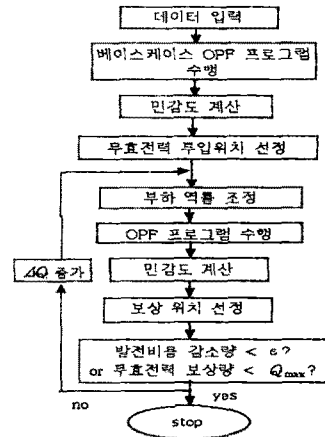 데이터 입력
베이스케이스 OPF 프로그램
수행
민감도 계산
무효전력 투입위치 선정
부하 역률 조정
OPF 프로그램 수행
ΔQ 증가
민감도 계산
보상 위치 선정
발전비용 감소량 < ε?
or 무효전력 보상량 < Qmax?
no
yes
stop